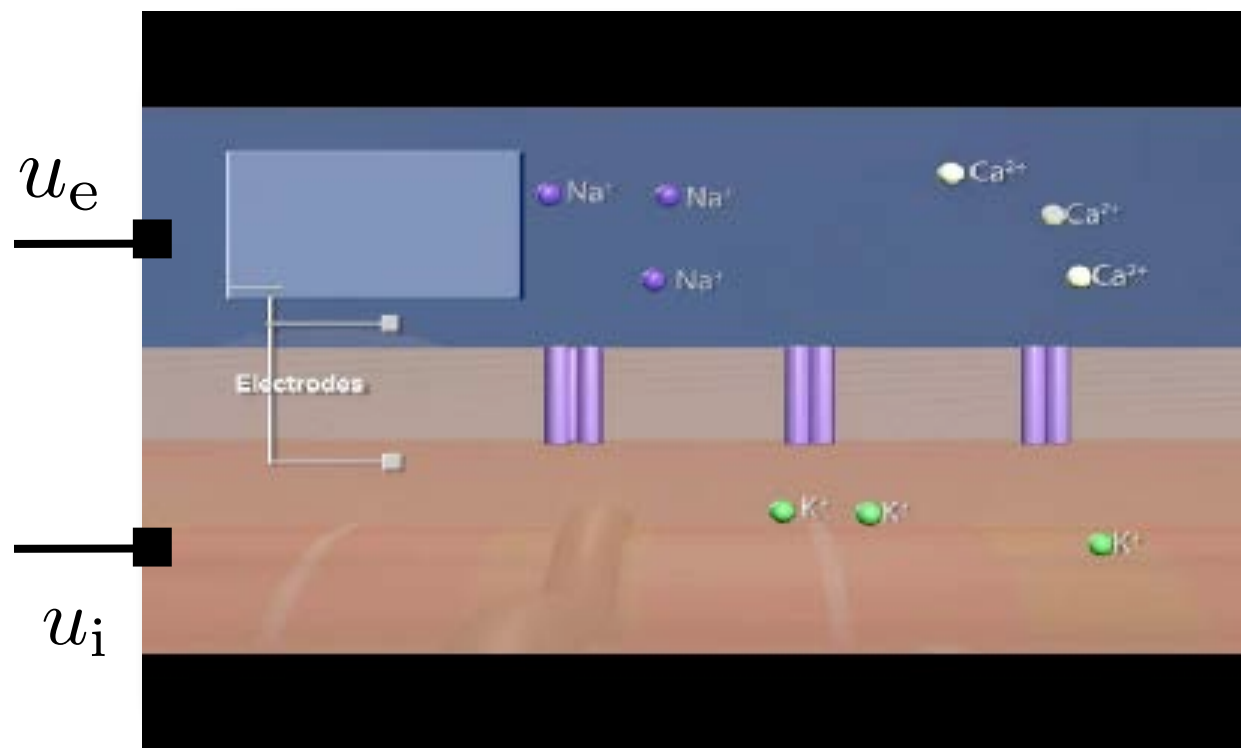 u_e
Na⁺ Na⁺ Ca²⁺
Ca²⁺
Na⁺ Ca²⁺
Electrodes
K⁺ K⁺
K⁺
u_i